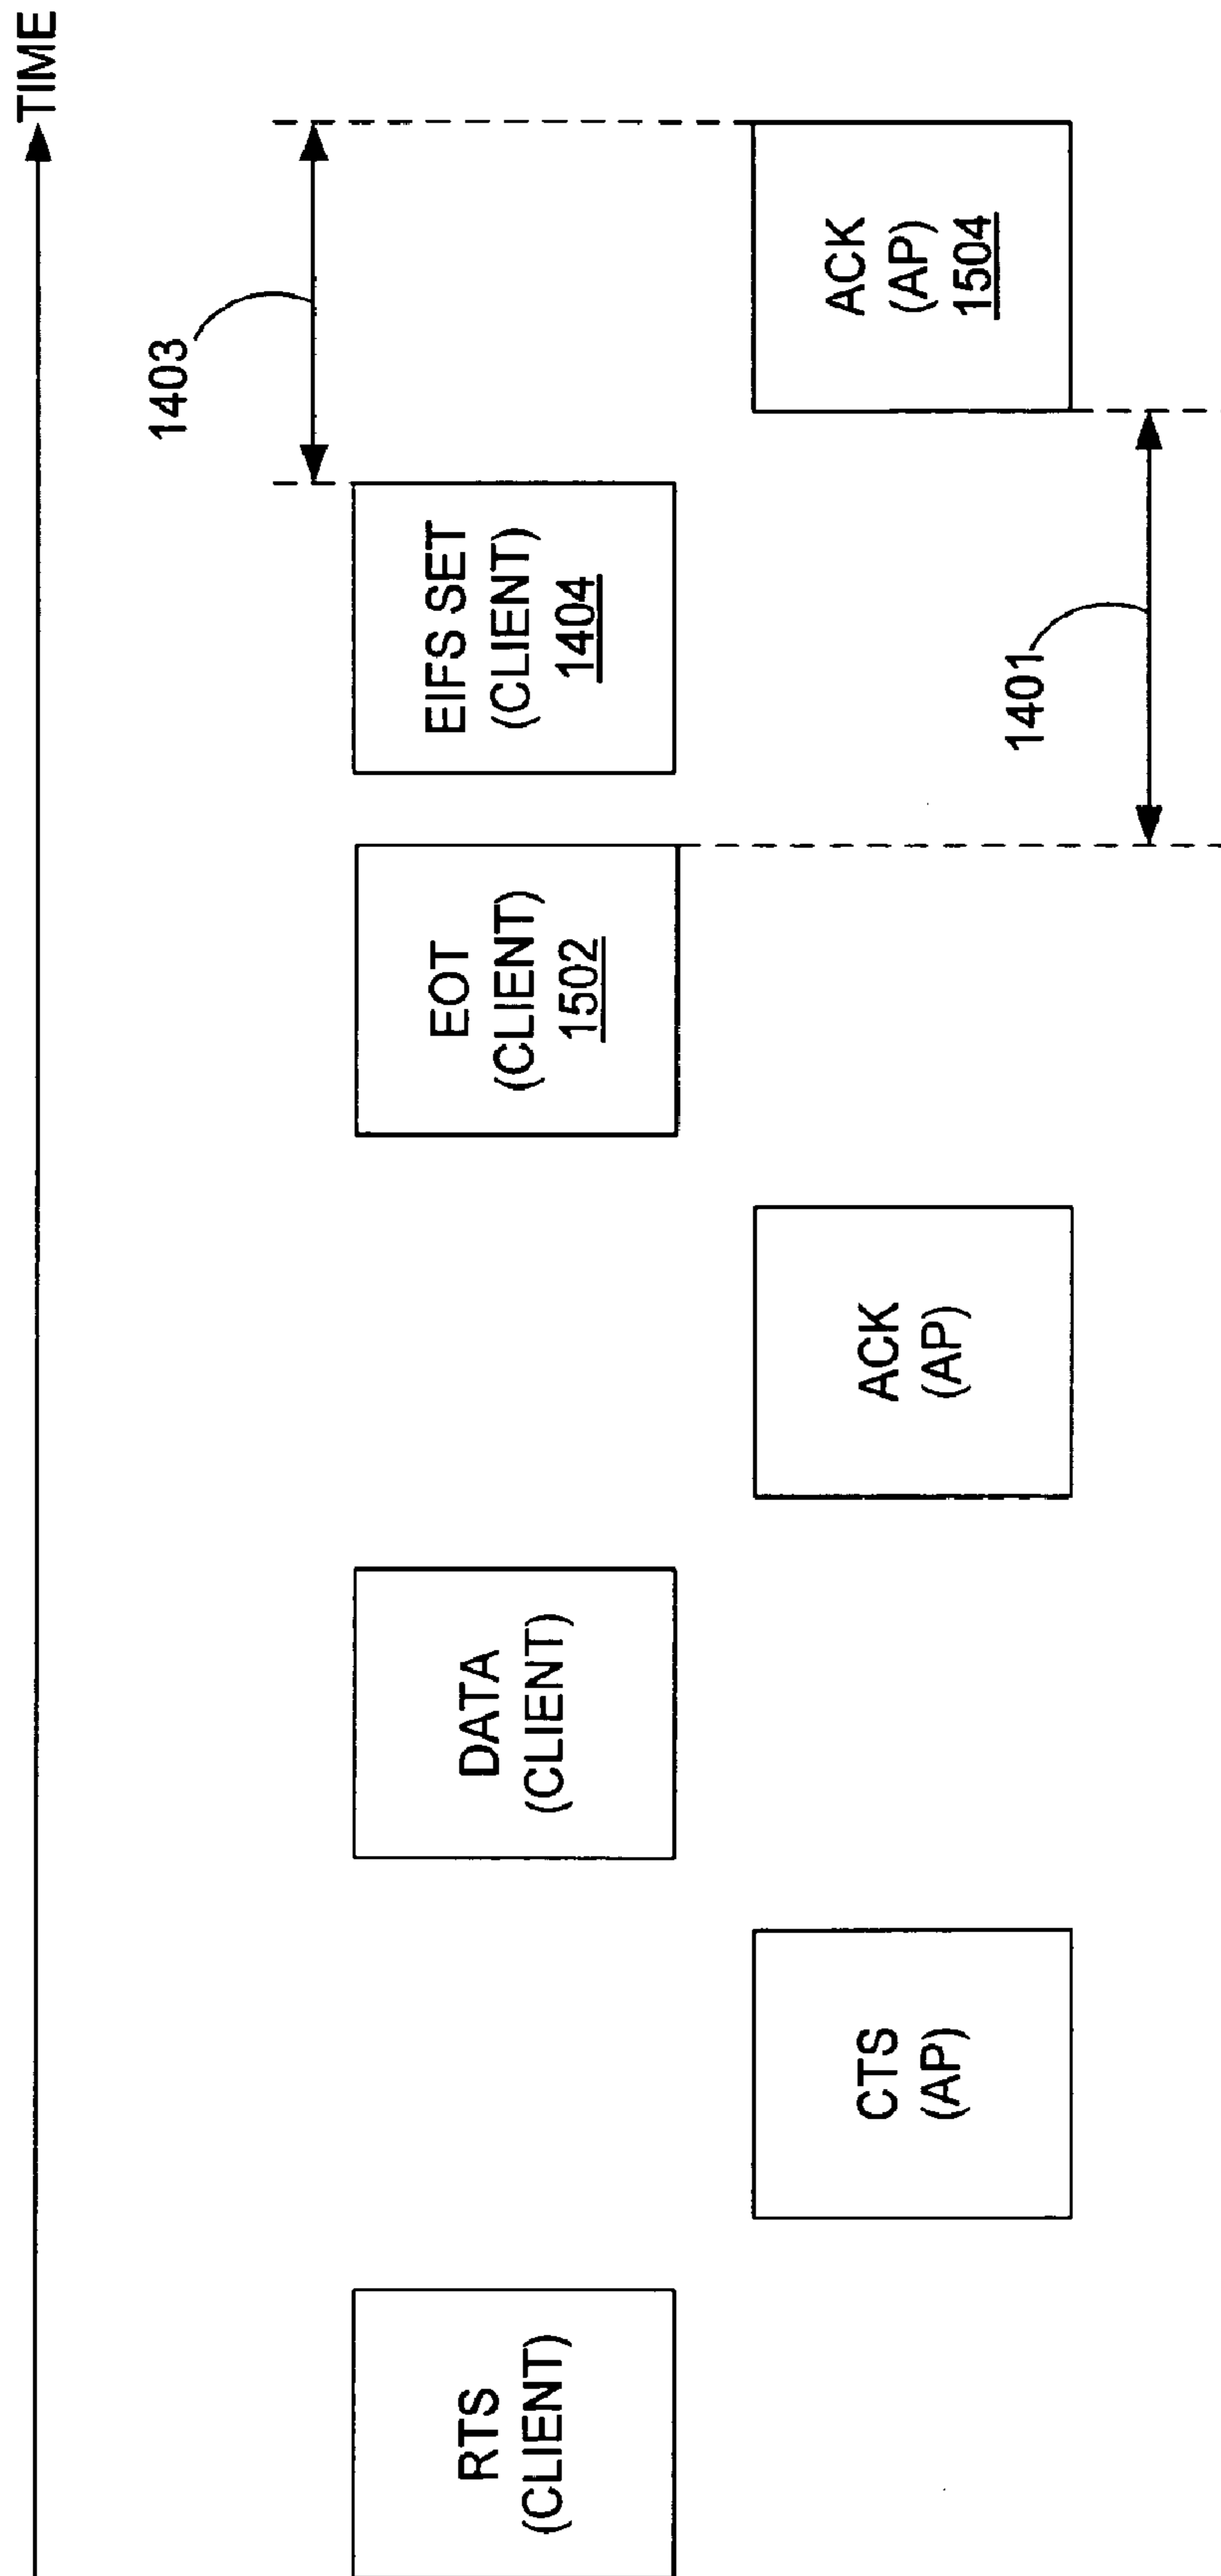 TIME
RTS
(CLIENT)
CTS
(AP)
DATA
(CLIENT)
ACK
(AP)
EOT
(CLIENT)
1502
EIFS SET
(CLIENT)
1404
ACK
(AP)
1504
1403
1401